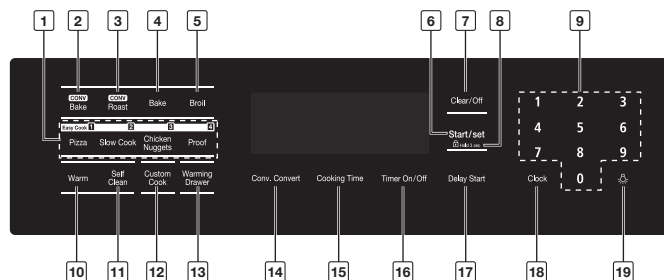 1 2 3 4 5 6 7 8 9
CONV CONV
Bake Roast Bake Broil Clear/Off
1 2 3
Easy Cook 1 2 3 4
Pizza Slow Cook Chicken Nuggets Proof Start/set
Hold 3 sec
4 5 6
7 8 9
Warm Self Clean Custom Cook Warming Drawer Conv. Convert Cooking Time Timer On/Off Delay Start Clock 0
10 11 12 13 14 15 16 17 18 19